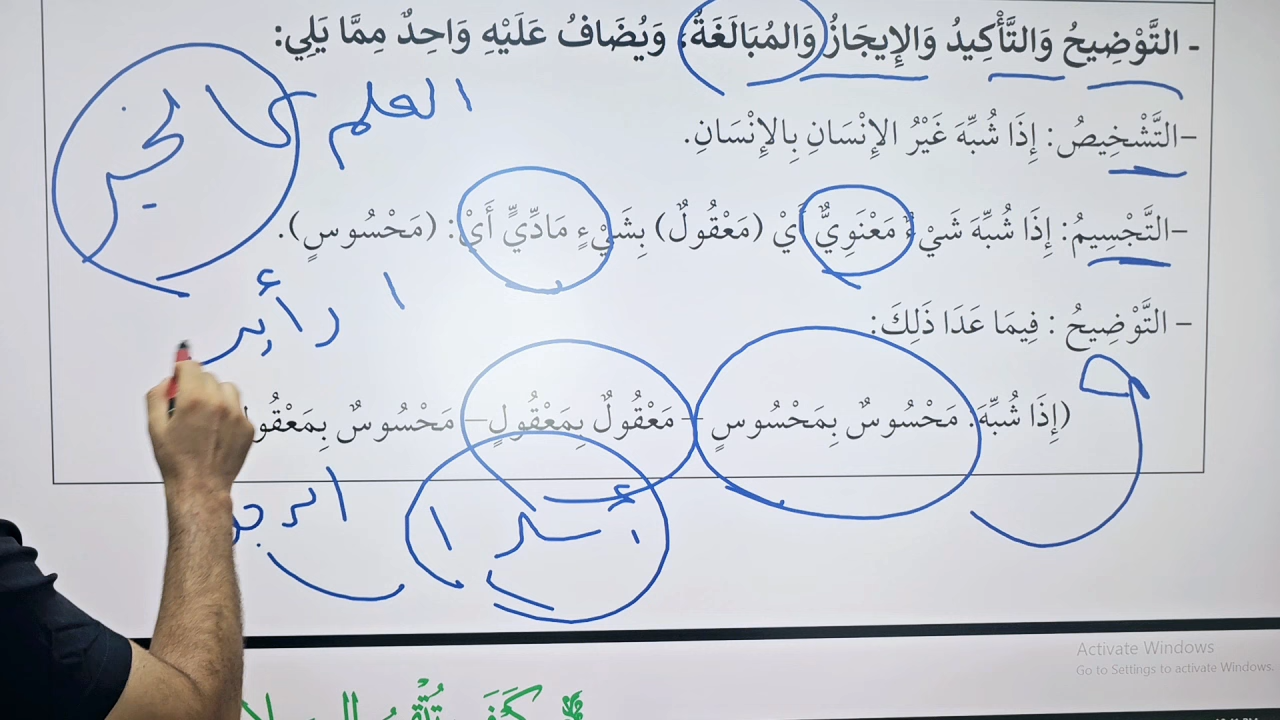 - التَّوْضِيحُ وَالتَّأْكِيدُ وَالإِيجَازُ وَالمُبَالَغَةُ، وَيُضَافُ عَلَيْهِ وَاحِدٌ مِمَّا يَلِي:
العلم كالبحر
-التَّشْخِيصُ: إِذَا شُبِّهَ غَيْرُ الإِنْسَانِ بِالإِنْسَانِ.
-التَّجْسِيمُ: إِذَا شُبِّهَ شَيْءٌ مَعْنَوِيٌّ أَيْ (مَعْقُولٌ) بِشَيْءٍ مَادِّيٍّ أَيْ: (مَحْسُوسٍ).
- التَّوْضِيحُ : فِيمَا عَدَا ذَلِكَ:
(إِذَا شُبِّهَ. مَحْسُوسٌ بِمَحْسُوسٍ - مَعْقُولٌ بِمَعْقُولٍ- مَحْسُوسٌ
أسدا
Activate Windows
Go to Settings to activate Windows.